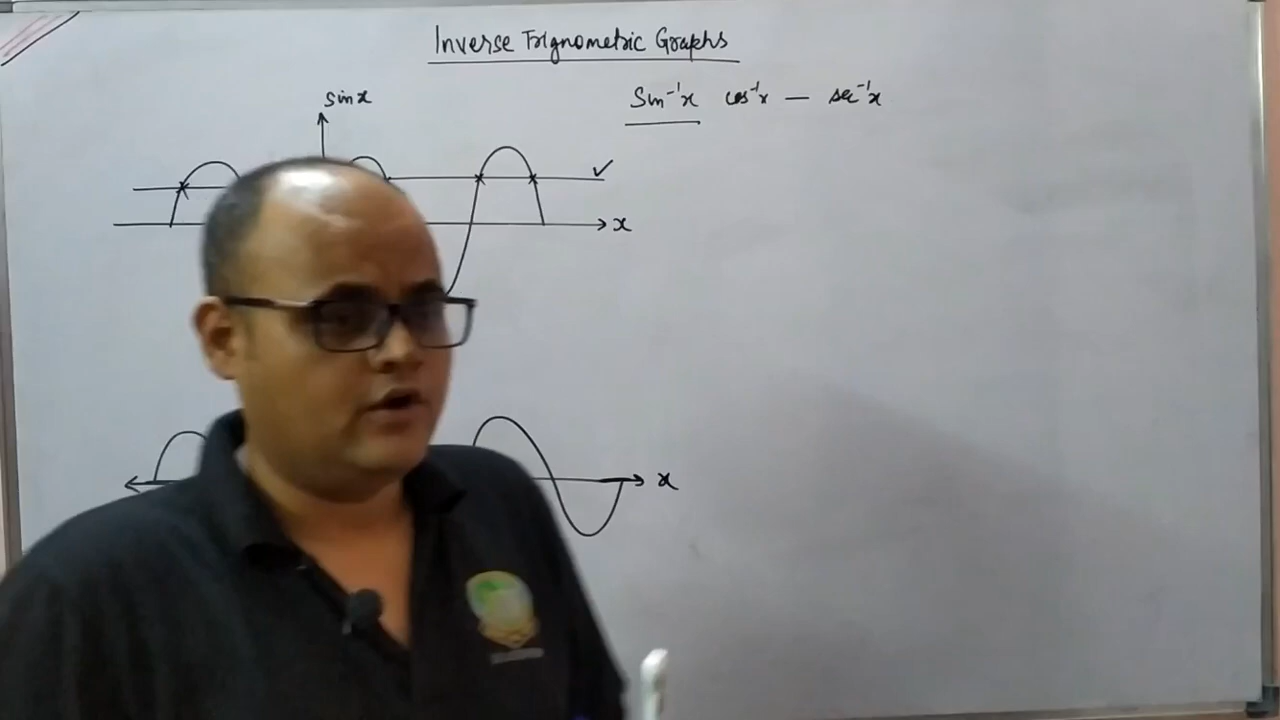 Inverse Trignometric Graphs
sin x
Sin⁻¹x cos⁻¹x — sec⁻¹x
x
x